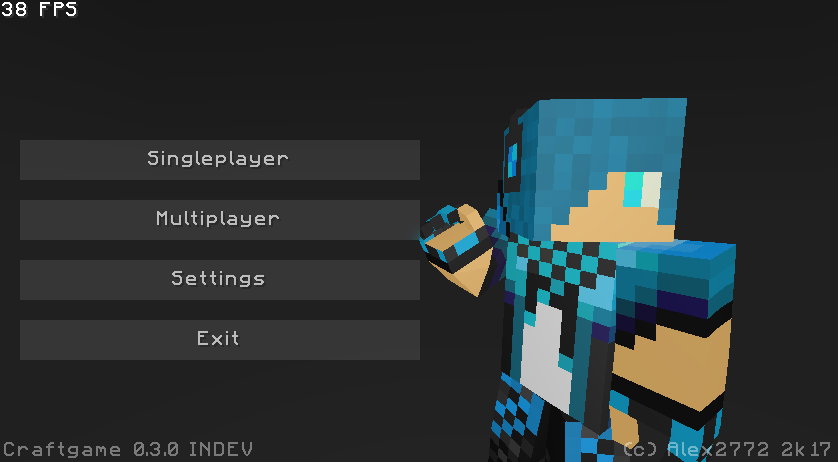 38 FPS
Singleplayer
Multiplayer
Settings
Exit
Craftgame 0.3.0 INDEV
(c) Alex2772 2k17